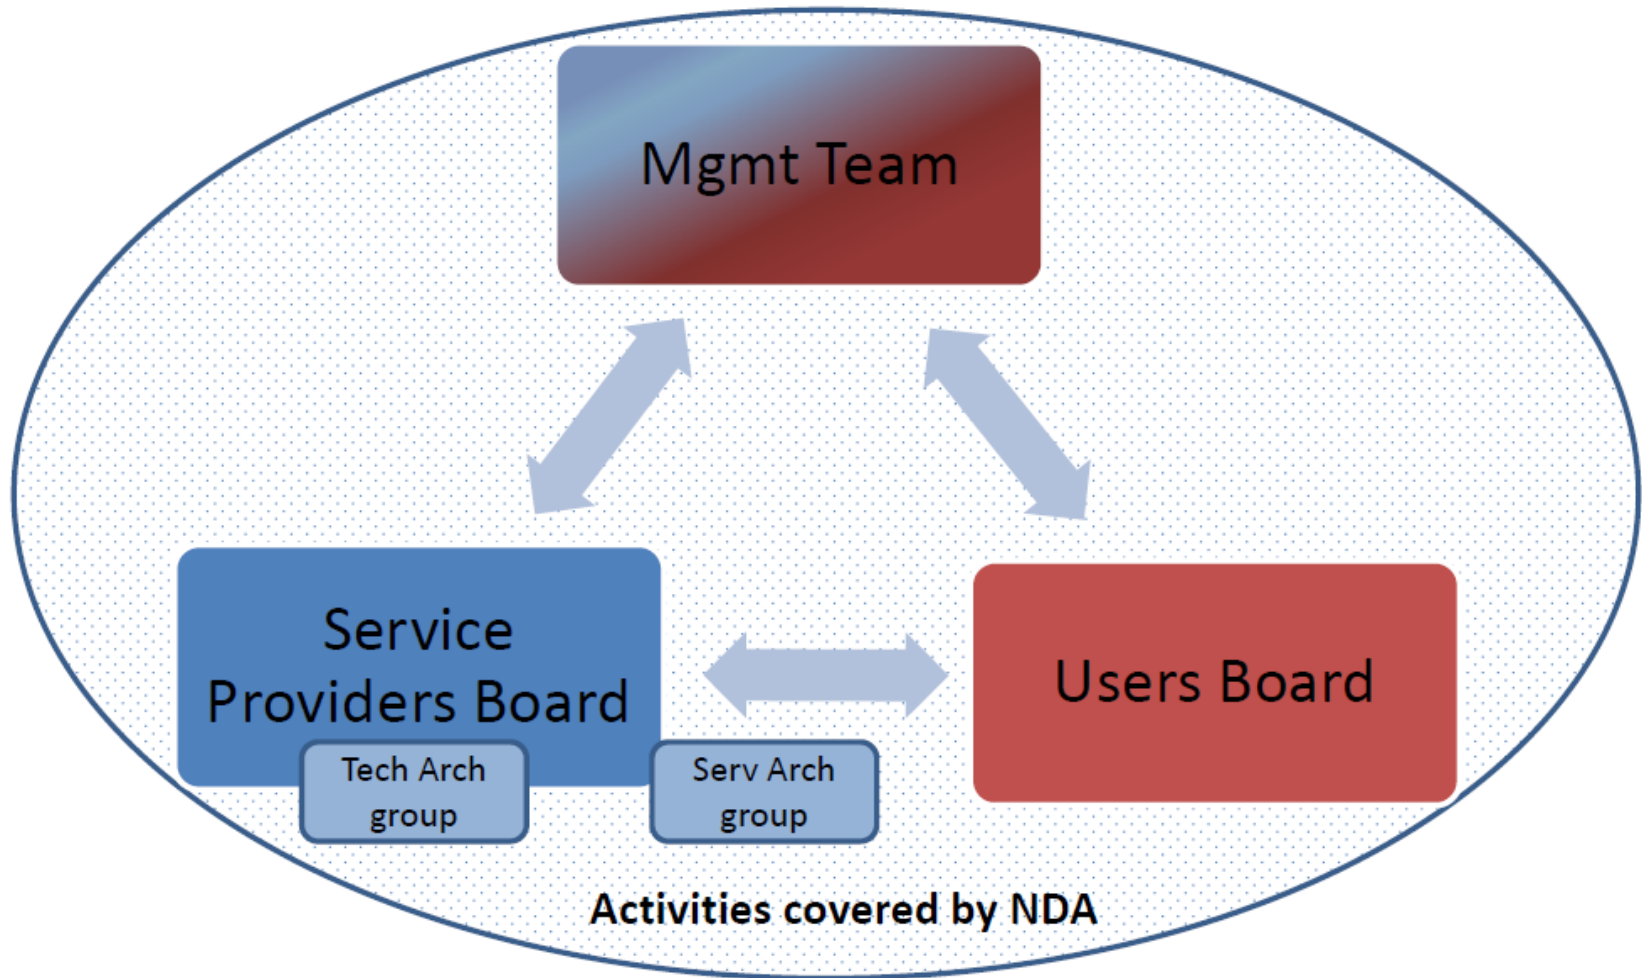 Mgmt Team
Service
Providers Board
Users Board
Tech Arch
group
Serv Arch
group
Activities covered by NDA